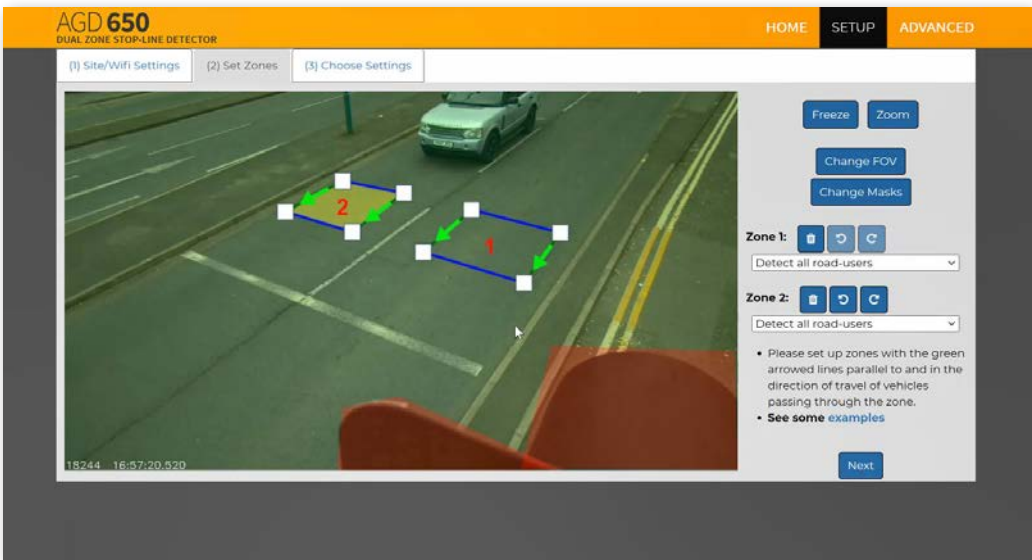 AGD 650
DUAL ZONE STOP-LINE DETECTOR
HOME SETUP ADVANCED
(1) Site/Wifi Settings (2) Set Zones (3) Choose Settings
Freeze Zoom
Change FOV
Change Masks
2
1
Zone 1:
Detect all road-users
Zone 2:
Detect all road-users
• Please set up zones with the green
arrowed lines parallel to and in the
direction of travel of vehicles
passing through the zone.
• See some examples
18244 16:57:20.520
Next